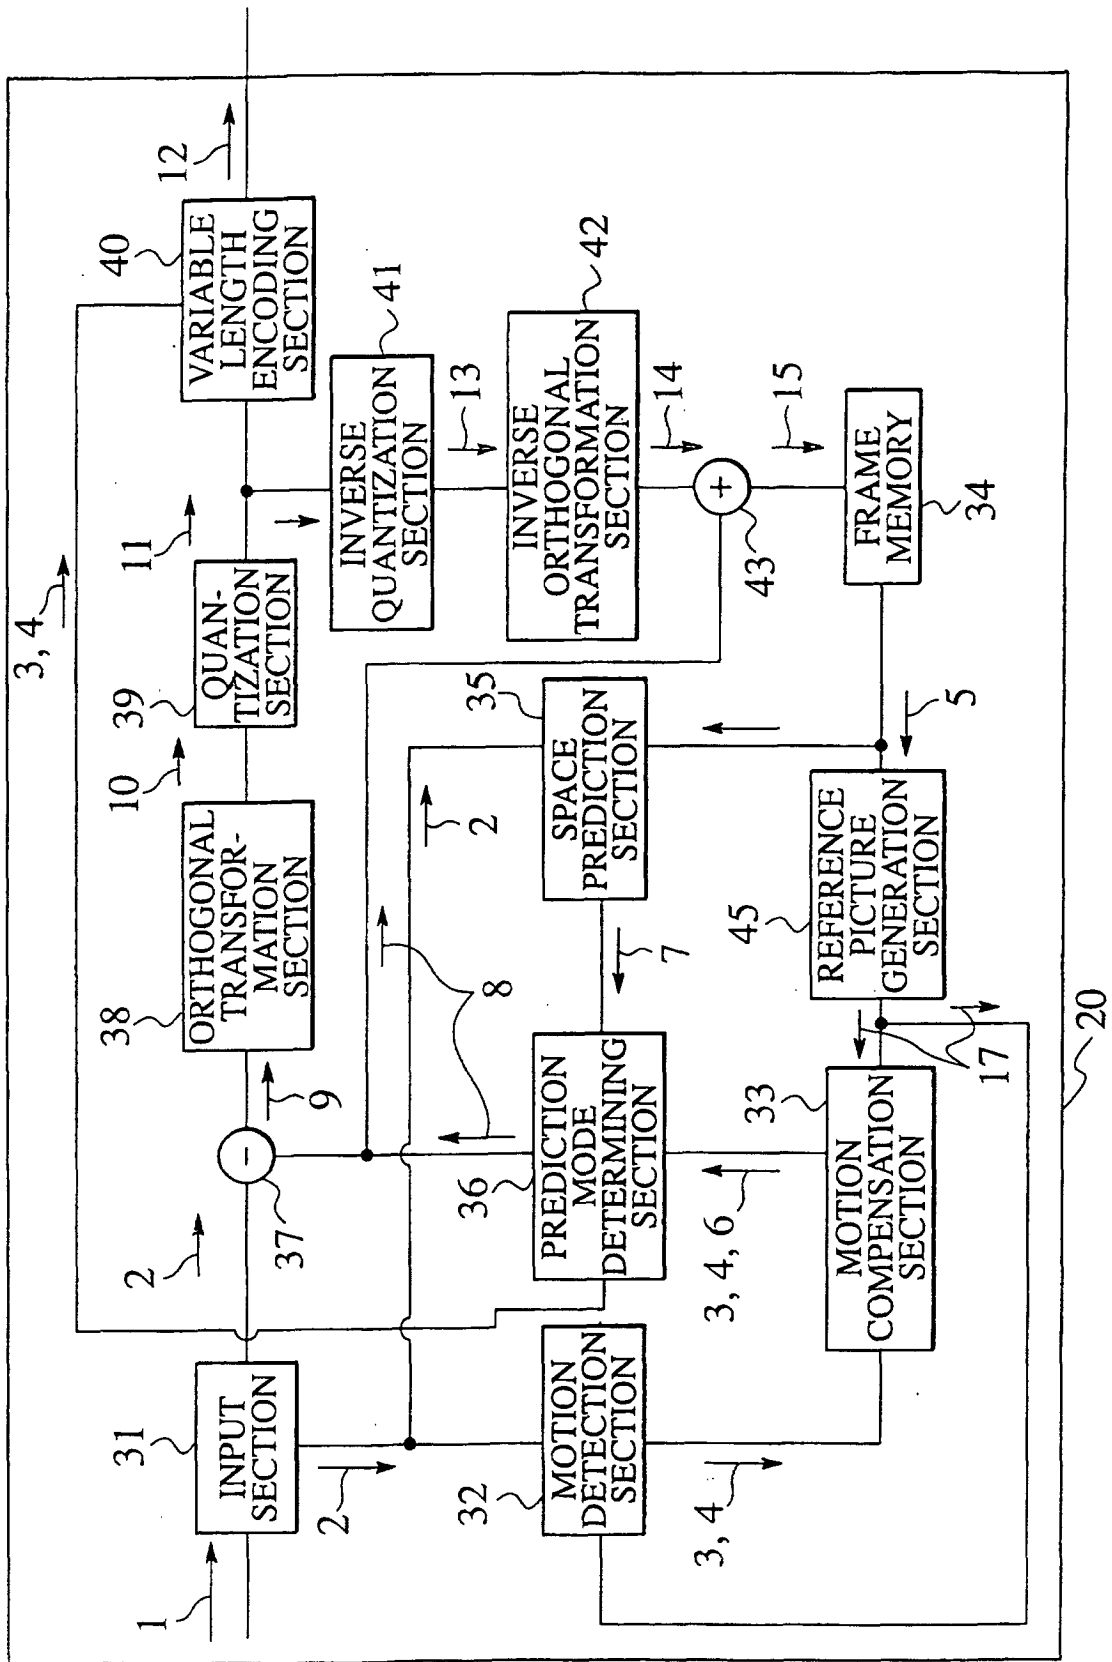 3, 4
1
31
INPUT
SECTION
2
2
37
-
9
38
ORTHOGONAL
TRANSFOR-
MATION
SECTION
10
39
QUAN-
TIZATION
SECTION
11
40
VARIABLE
LENGTH
ENCODING
SECTION
12
8
2
41
INVERSE
QUANTIZATION
SECTION
13
42
INVERSE
ORTHOGONAL
TRANSFORMATION
SECTION
14
43
+
15
32
MOTION
DETECTION
SECTION
3, 4
36
PREDICTION
MODE
DETERMINING
SECTION
3, 4, 6
7
35
SPACE
PREDICTION
SECTION
33
MOTION
COMPENSATION
SECTION
17
45
REFERENCE
PICTURE
GENERATION
SECTION
5
FRAME
MEMORY
34
20